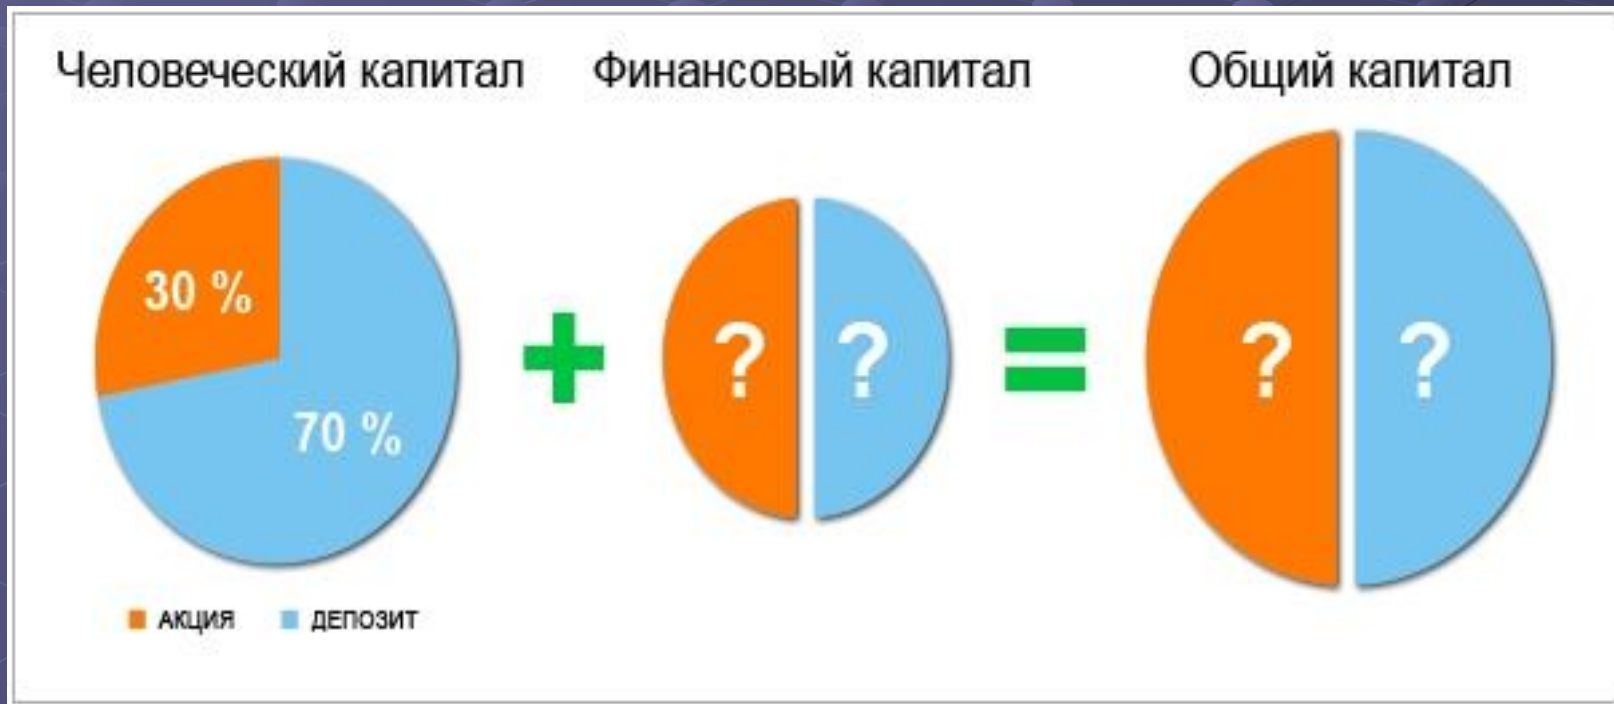 Человеческий капитал
Финансовый капитал
Общий капитал
30 %
70 %
+
?
?
=
?
?
АКЦИЯ
ДЕПОЗИТ